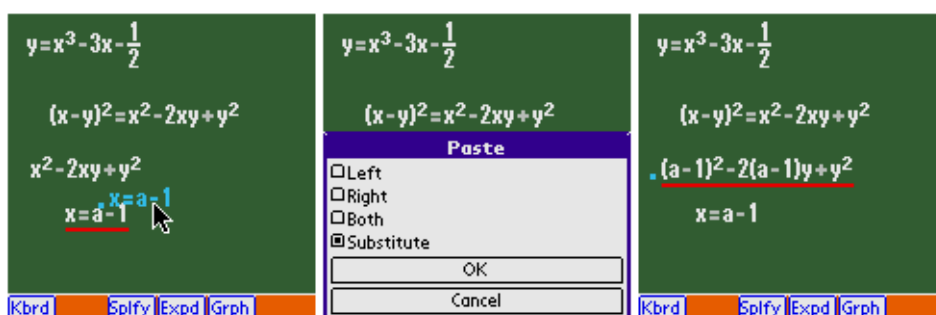 y=x³-3x-1/2
(x-y)²=x²-2xy+y²
x²-2xy+y²
x=a-1
x=a-1
Kbrd Splfy Expd Grph
y=x³-3x-1/2
(x-y)²=x²-2xy+y²
Paste
Left
Right
Both
Substitute
OK
Cancel
y=x³-3x-1/2
(x-y)²=x²-2xy+y²
(a-1)²-2(a-1)y+y²
x=a-1
Kbrd Splfy Expd Grph